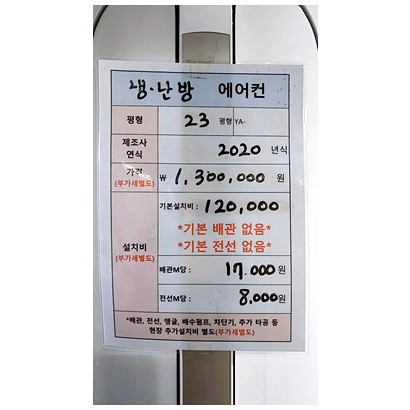 냉·난방 에어컨
평형 23 평형 YA-
제조사
연식 2020 년식
가격
(부가세별도) ₩ 1,300,000 원
기본설치비 : 120,000
*기본 배관 없음*
설치비
(부가세별도) *기본 전선 없음*
배관M당 : 17.000 원
전선M당 : 8,000 원
*배관, 전선, 앵글, 배수펌프, 차단기, 추가 타공 등
현장 추가설치비 별도(부가세별도)